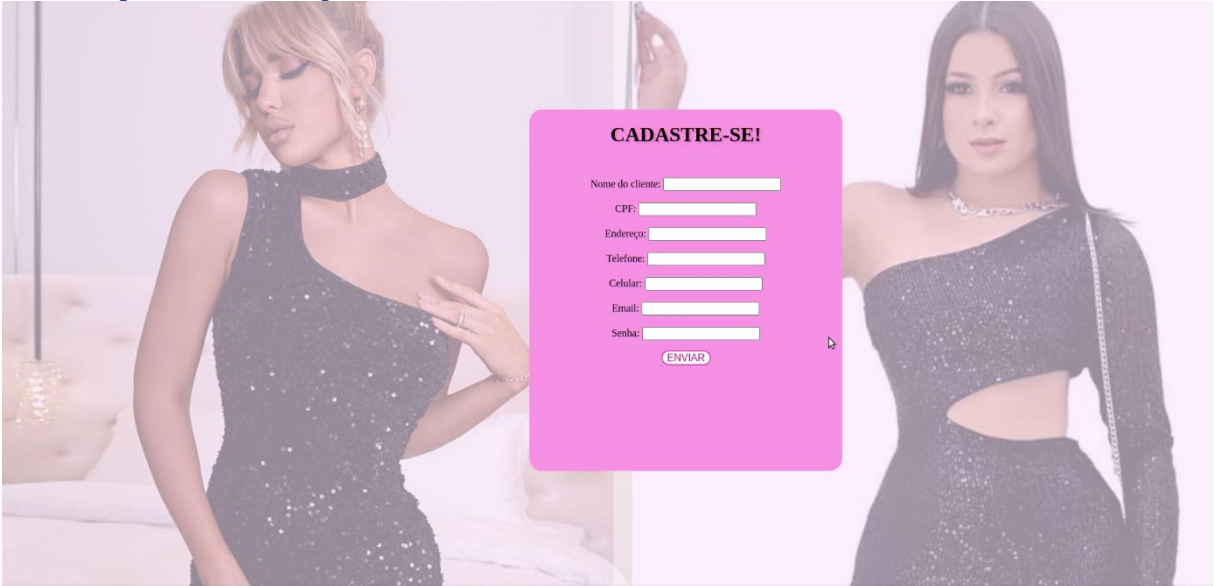 CADASTRE-SE!
Nome do cliente:
CPF:
Endereço:
Telefone:
Celular:
Email:
Senha:
ENVIAR